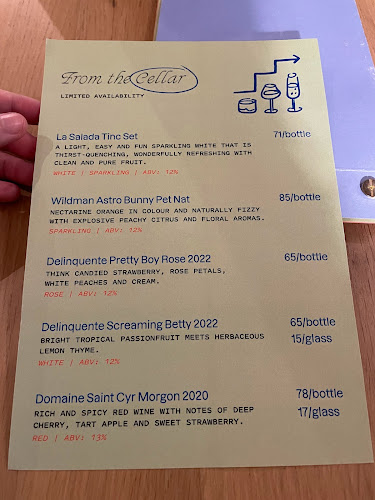 From the Cellar
LIMITED AVAILABILITY
La Salada Tinc Set 71/bottle
A LIGHT, EASY AND FUN SPARKLING WHITE THAT IS
THIRST-QUENCHING, WONDERFULLY REFRESHING WITH
CLEAN AND PURE FRUIT.
WHITE | SPARKLING | ABV: 12%
Wildman Astro Bunny Pet Nat 85/bottle
NECTARINE ORANGE IN COLOUR AND NATURALLY FIZZY
WITH EXPLOSIVE PEACHY CITRUS AND FLORAL AROMAS.
SPARKLING | ABV: 12%
Delinquente Pretty Boy Rose 2022 65/bottle
THINK CANDIED STRAWBERRY, ROSE PETALS,
WHITE PEACHES AND CREAM.
ROSE | ABV: 12%
Delinquente Screaming Betty 2022 65/bottle
BRIGHT TROPICAL PASSIONFRUIT MEETS HERBACEOUS 15/glass
LEMON THYME.
WHITE | ABV: 12%
Domaine Saint Cyr Morgon 2020 78/bottle
RICH AND SPICY RED WINE WITH NOTES OF DEEP 17/glass
CHERRY, TART APPLE AND SWEET STRAWBERRY.
RED | ABV: 13%